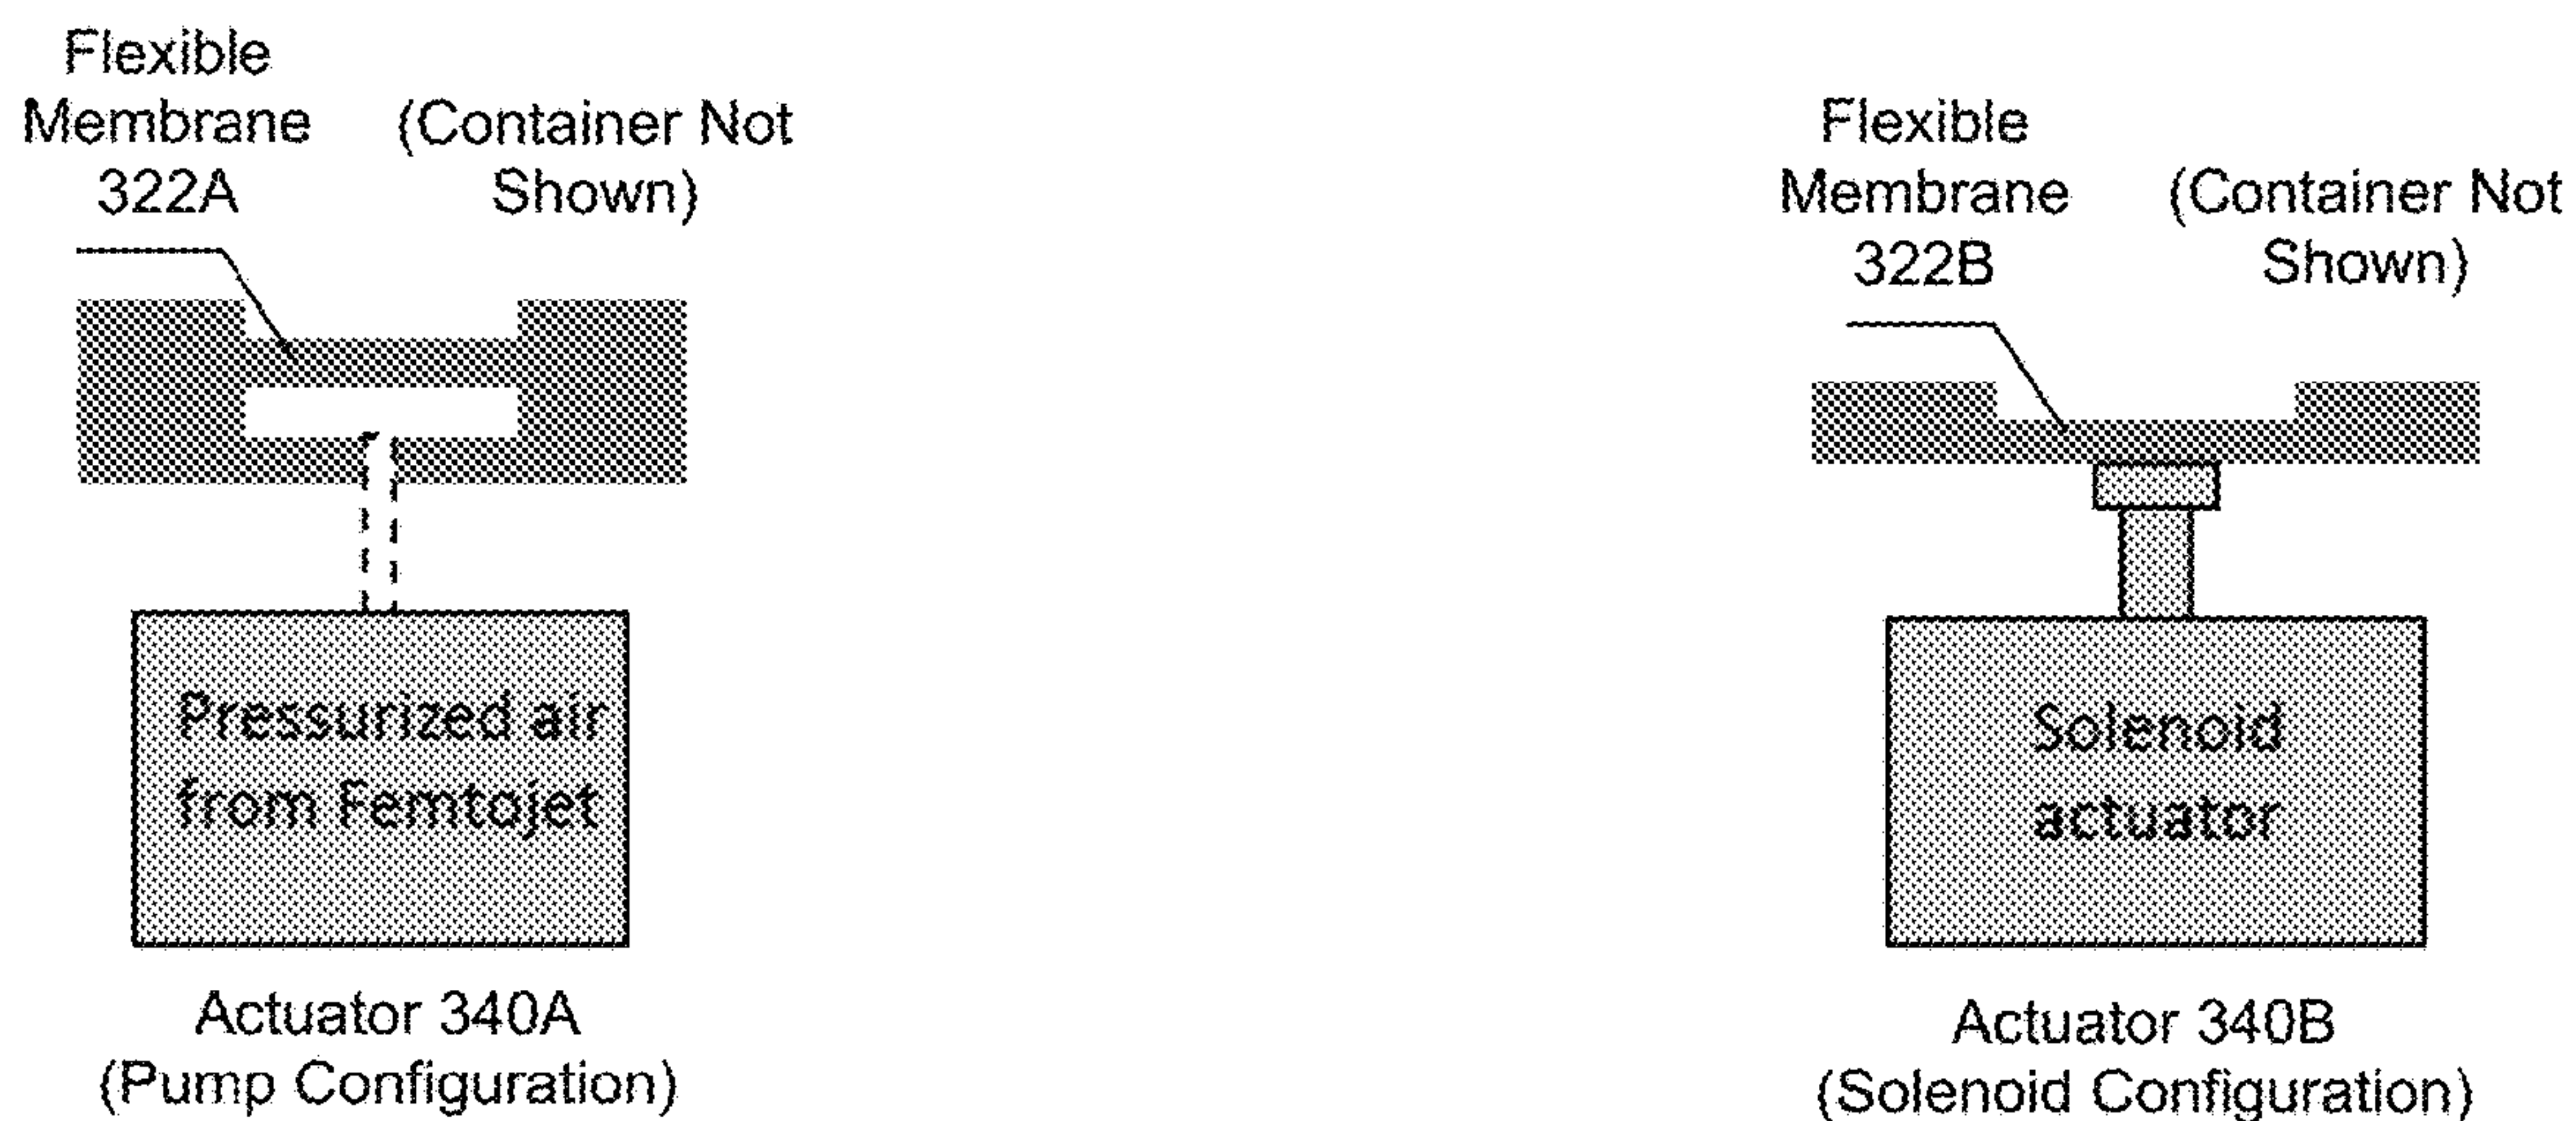 Flexible
Membrane
322A
(Container Not
Shown)
Pressurized air
from Femtojet
Actuator 340A
(Pump Configuration)
Flexible
Membrane
322B
(Container Not
Shown)
Solenoid
actuator
Actuator 340B
(Solenoid Configuration)